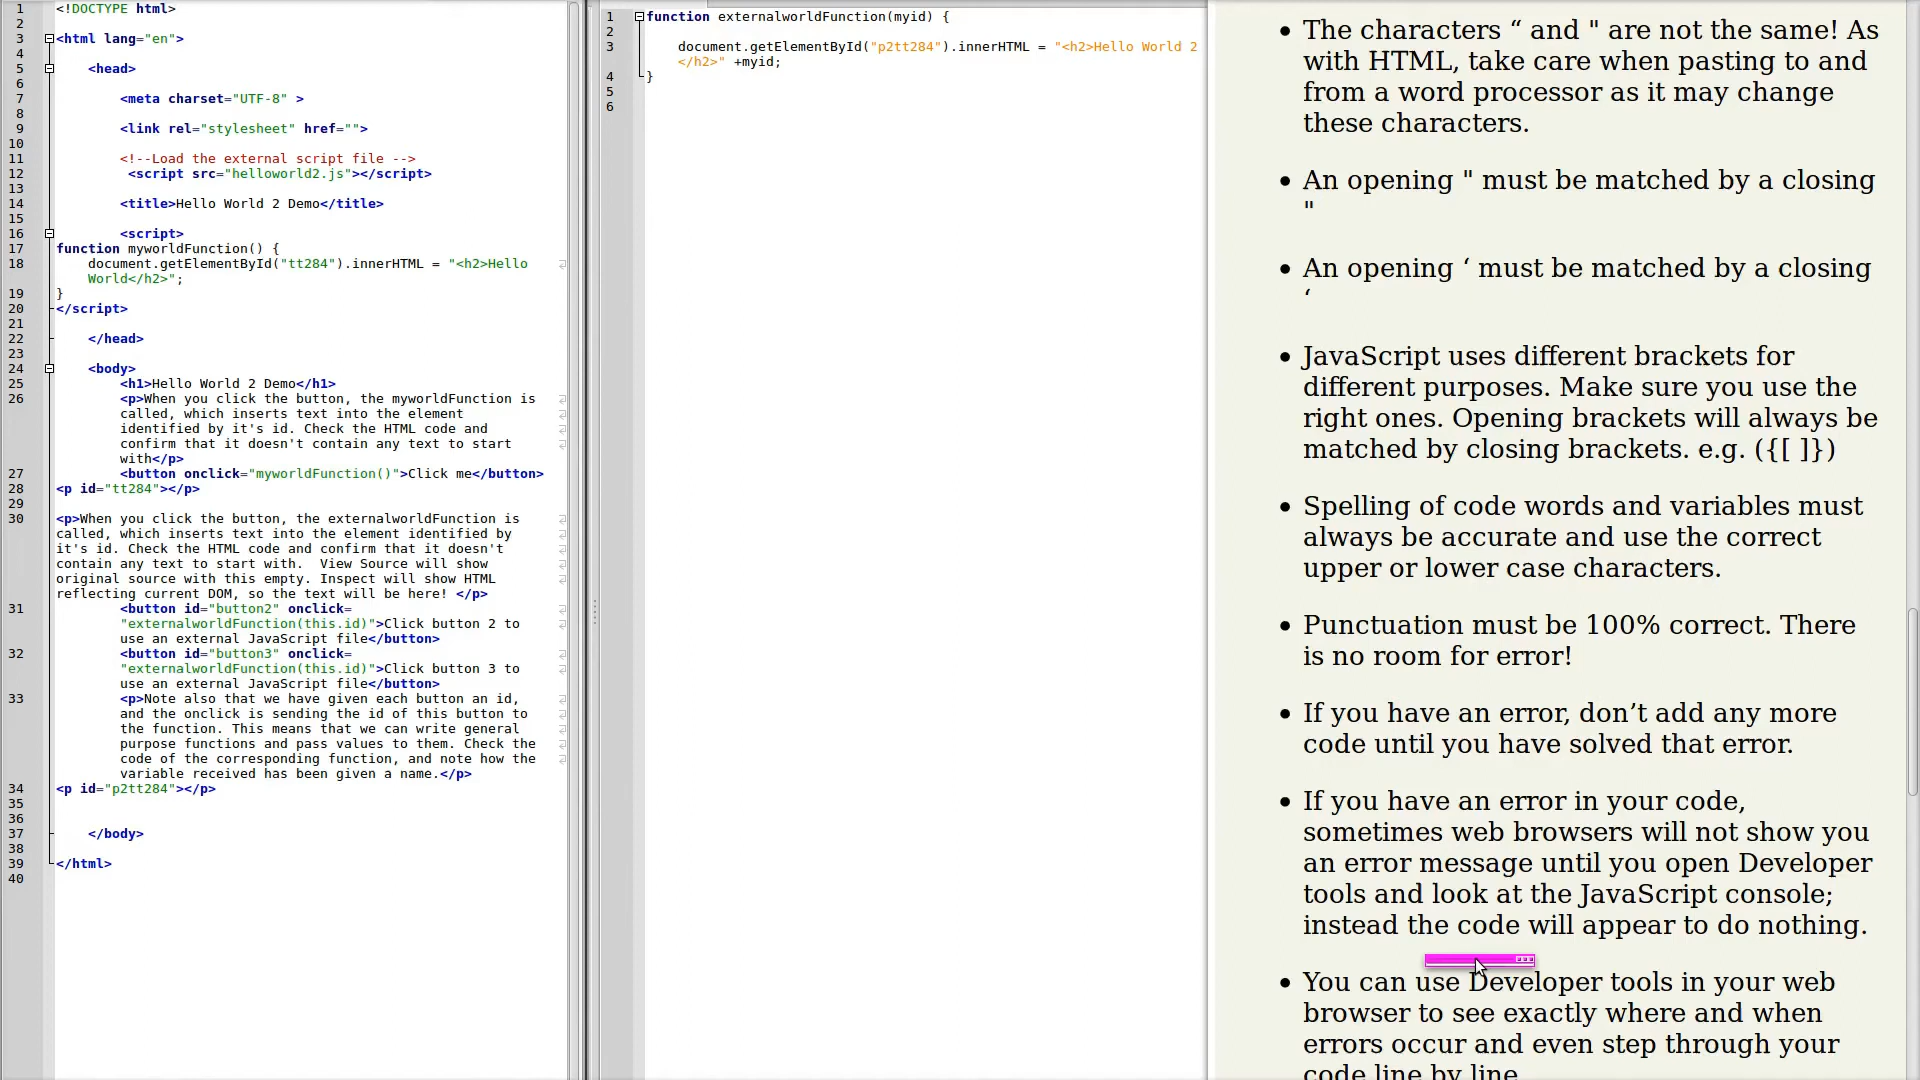 1 <!DOCTYPE html>
2
3 <html lang="en">
4
5 <head>
6
7 <meta charset="UTF-8" >
8
9 <link rel="stylesheet" href="">
10
11 <!--Load the external script file -->
12 <script src="helloworld2.js"></script>
13
14 <title>Hello World 2 Demo</title>
15
16 <script>
17 function myworldFunction() {
18 document.getElementById("tt284").innerHTML = "<h2>Hello
World</h2>";
19 }
20 </script>
21
22 </head>
23
24 <body>
25 <h1>Hello World 2 Demo</h1>
26 <p>When you click the button, the myworldFunction is
called, which inserts text into the element
identified by it's id. Check the HTML code and
confirm that it doesn't contain any text to start
with</p>
27 <button onclick="myworldFunction()">Click me</button>
28 <p id="tt284"></p>
29
30 <p>When you click the button, the externalworldFunction is
called, which inserts text into the element identified by
it's id. Check the HTML code and confirm that it doesn't
contain any text to start with.  View Source will show
original source with this empty. Inspect will show HTML
reflecting current DOM, so the text will be here! </p>
31 <button id="button2" onclick=
"externalworldFunction(this.id)">Click button 2 to
use an external JavaScript file</button>
32 <button id="button3" onclick=
"externalworldFunction(this.id)">Click button 3 to
use an external JavaScript file</button>
33 <p>Note also that we have given each button an id,
and the onclick is sending the id of this button to
the function. This means that we can write general
purpose functions and pass values to them. Check the
code of the corresponding function, and note how the
variable received has been given a name.</p>
34 <p id="p2tt284"></p>
35
36
37 </body>
38
39 </html>
40
1 function externalworldFunction(myid) {
2
3 document.getElementById("p2tt284").innerHTML = "<h2>Hello World 2
</h2>" +myid;
4 }
5
6
• The characters “ and " are not the same! As
with HTML, take care when pasting to and
from a word processor as it may change
these characters.
• An opening " must be matched by a closing
"
• An opening ‘ must be matched by a closing
‘
• JavaScript uses different brackets for
different purposes. Make sure you use the
right ones. Opening brackets will always be
matched by closing brackets. e.g. ({[ ]})
• Spelling of code words and variables must
always be accurate and use the correct
upper or lower case characters.
• Punctuation must be 100% correct. There
is no room for error!
• If you have an error, don’t add any more
code until you have solved that error.
• If you have an error in your code,
sometimes web browsers will not show you
an error message until you open Developer
tools and look at the JavaScript console;
instead the code will appear to do nothing.
• You can use Developer tools in your web
browser to see exactly where and when
errors occur and even step through your
code line by line